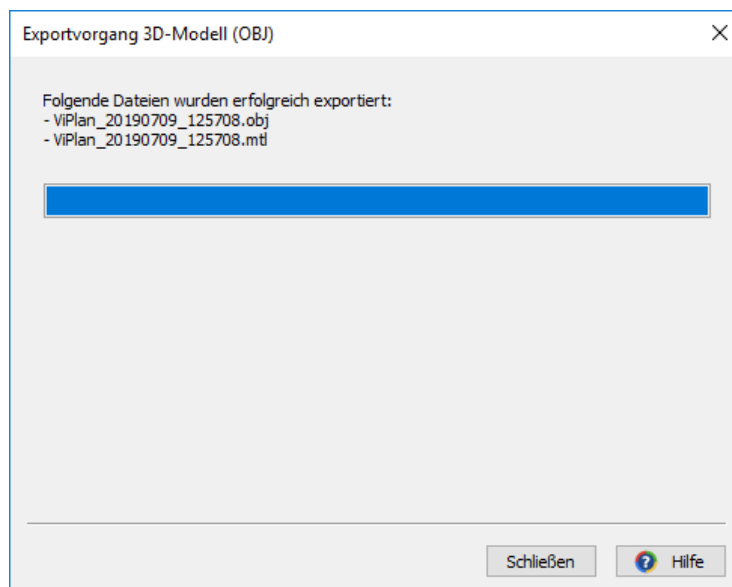 Exportvorgang 3D-Modell (OBJ)
Folgende Dateien wurden erfolgreich exportiert:
- ViPlan_20190709_125708.obj
- ViPlan_20190709_125708.mtl
Schließen
? Hilfe